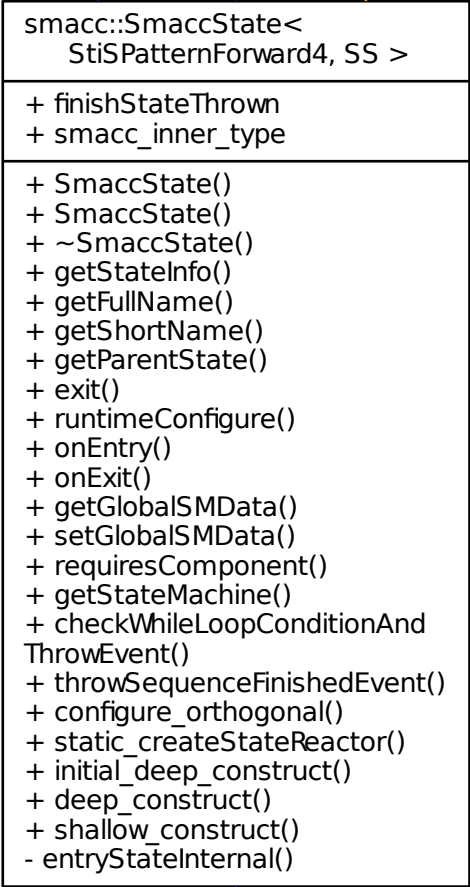 smacc::SmaccState<
StiSPatternForward4, SS >
+ finishStateThrown
+ smacc_inner_type
+ SmaccState()
+ SmaccState()
+ ~SmaccState()
+ getStateInfo()
+ getFullName()
+ getShortName()
+ getParentState()
+ exit()
+ runtimeConfigure()
+ onEntry()
+ onExit()
+ getGlobalSMData()
+ setGlobalSMData()
+ requiresComponent()
+ getStateMachine()
+ checkWhileLoopConditionAnd
ThrowEvent()
+ throwSequenceFinishedEvent()
+ configure_orthogonal()
+ static_createStateReactor()
+ initial_deep_construct()
+ deep_construct()
+ shallow_construct()
- entryStateInternal()